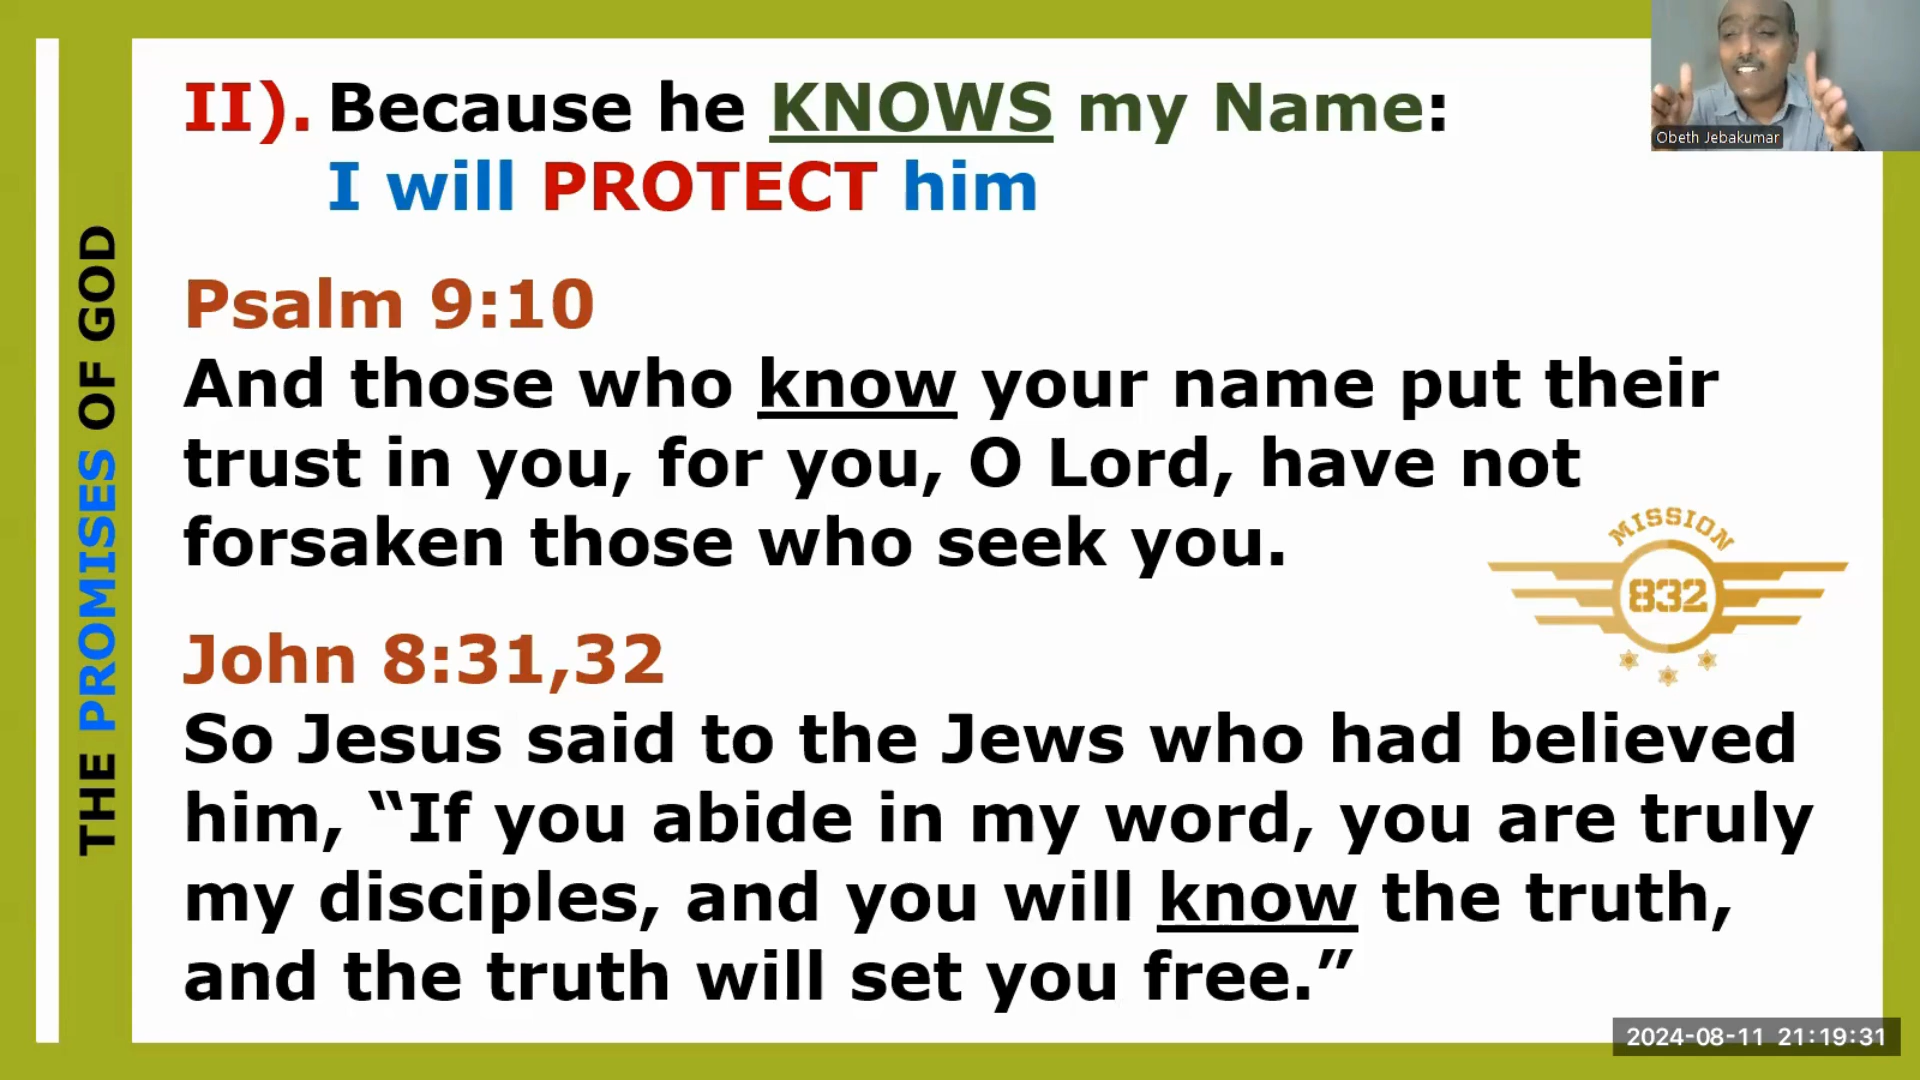 II). Because he KNOWS my Name:
I will PROTECT him
Obeth Jebakumar
THE PROMISES OF GOD
Psalm 9:10
And those who know your name put their
trust in you, for you, O Lord, have not
forsaken those who seek you.
MISSION
832
John 8:31,32
So Jesus said to the Jews who had believed
him, “If you abide in my word, you are truly
my disciples, and you will know the truth,
and the truth will set you free.”
2024-08-11 21:19:31